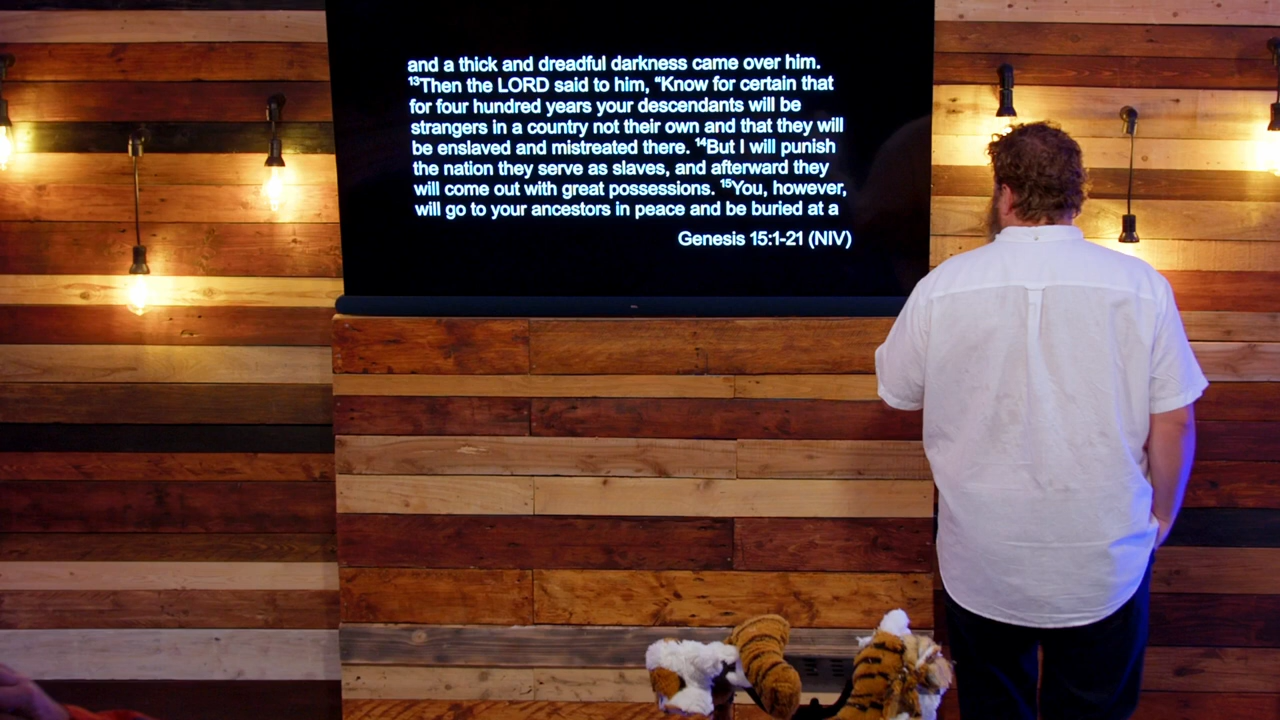 and a thick and dreadful darkness came over him.
¹³Then the LORD said to him, “Know for certain that
for four hundred years your descendants will be
strangers in a country not their own and that they will
be enslaved and mistreated there. ¹⁴But I will punish
the nation they serve as slaves, and afterward they
will come out with great possessions. ¹⁵You, however,
will go to your ancestors in peace and be buried at a
Genesis 15:1-21 (NIV)